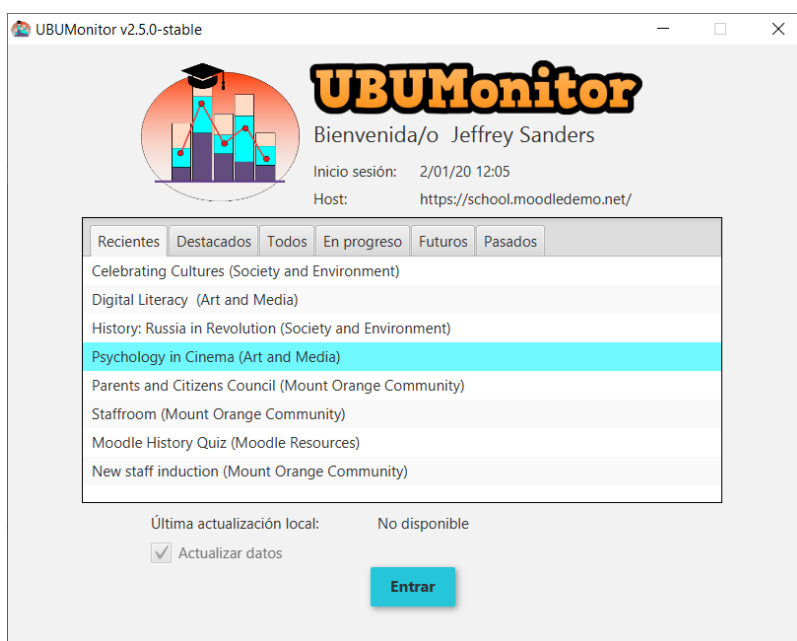 UBUMonitor v2.5.0-stable
UBUMonitor
Bienvenida/o Jeffrey Sanders
Inicio sesión: 2/01/20 12:05
Host: https://school.moodledemo.net/
Recientes Destacados Todos En progreso Futuros Pasados
Celebrating Cultures (Society and Environment)
Digital Literacy (Art and Media)
History: Russia in Revolution (Society and Environment)
Psychology in Cinema (Art and Media)
Parents and Citizens Council (Mount Orange Community)
Staffroom (Mount Orange Community)
Moodle History Quiz (Moodle Resources)
New staff induction (Mount Orange Community)
Última actualización local: No disponible
Actualizar datos
Entrar